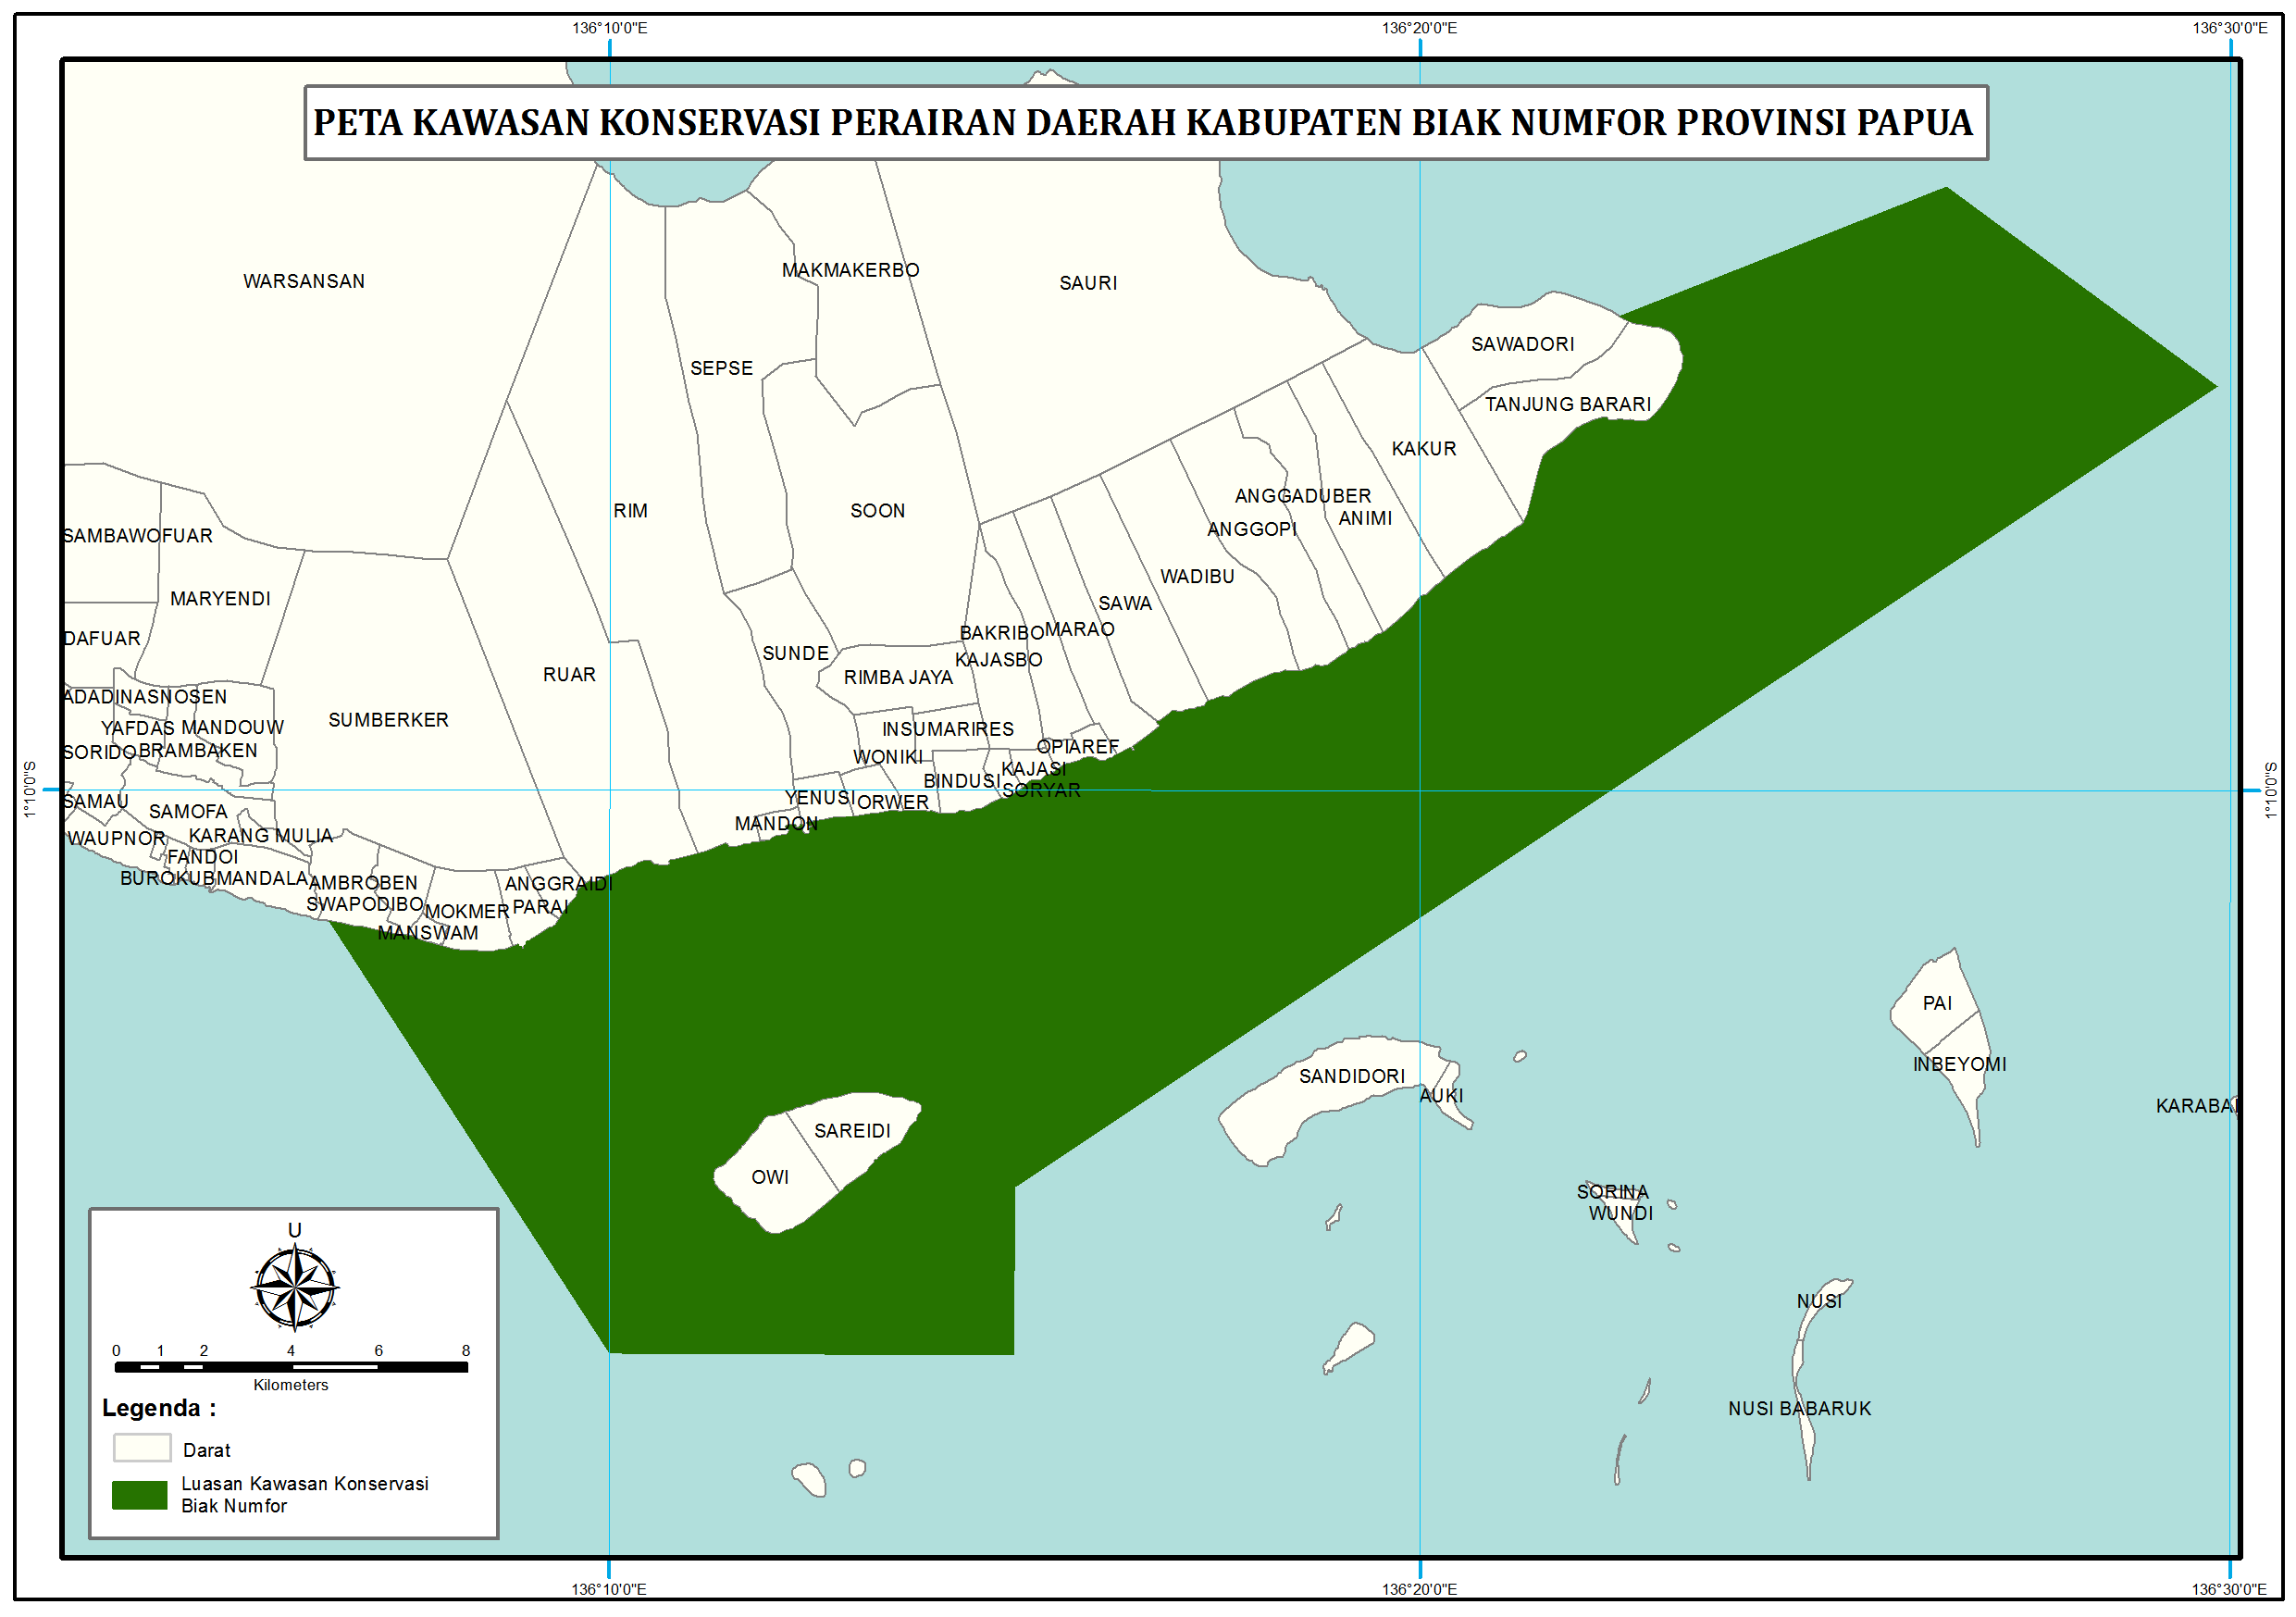 136°10'0"E
136°20'0"E
136°30'0"E
PETA KAWASAN KONSERVASI PERAIRAN DAERAH KABUPATEN BIAK NUMFOR PROVINSI PAPUA
WARSANSAN
MAKMAKERBO
SAURI
SAWADORI
SEPSE
TANJUNG BARARI
KAKUR
ANGGADUBER
RIM
SOON
ANIMI
ANGGOPI
SAMBAWOFUAR
WADIBU
MARYENDI
SAWA
MARAO
BAKRIBO
DAFUAR
SUNDE
KAJASBO
RUAR
RIMBA JAYA
ADADINASNOSEN
SUMBERKER
YAFDAS
MANDOUW
INSUMARIRES
OPIAREF
SORIDO
BRAMBAKEN
WONIKI
KAJASI
BINDUSI
SORYAR
1°10'0"S
1°10'0"S
YENUSI
ORWER
SAMAU
SAMOFA
MANDON
WAUPNOR
KARANG MULIA
FANDOI
BUROKUB
MANDALA
AMBROBEN
ANGGRAIDI
SWAPODIBO
MOKMER
PARAI
MANSWAM
PAI
INBEYOMI
SANDIDORI
AUKI
KARABAI
SAREIDI
OWI
SORINA
WUNDI
NUSI
NUSI BABARUK
U
0 1 2 4 6 8
Kilometers
Legenda :
Darat
Luasan Kawasan Konservasi
Biak Numfor
136°10'0"E
136°20'0"E
136°30'0"E